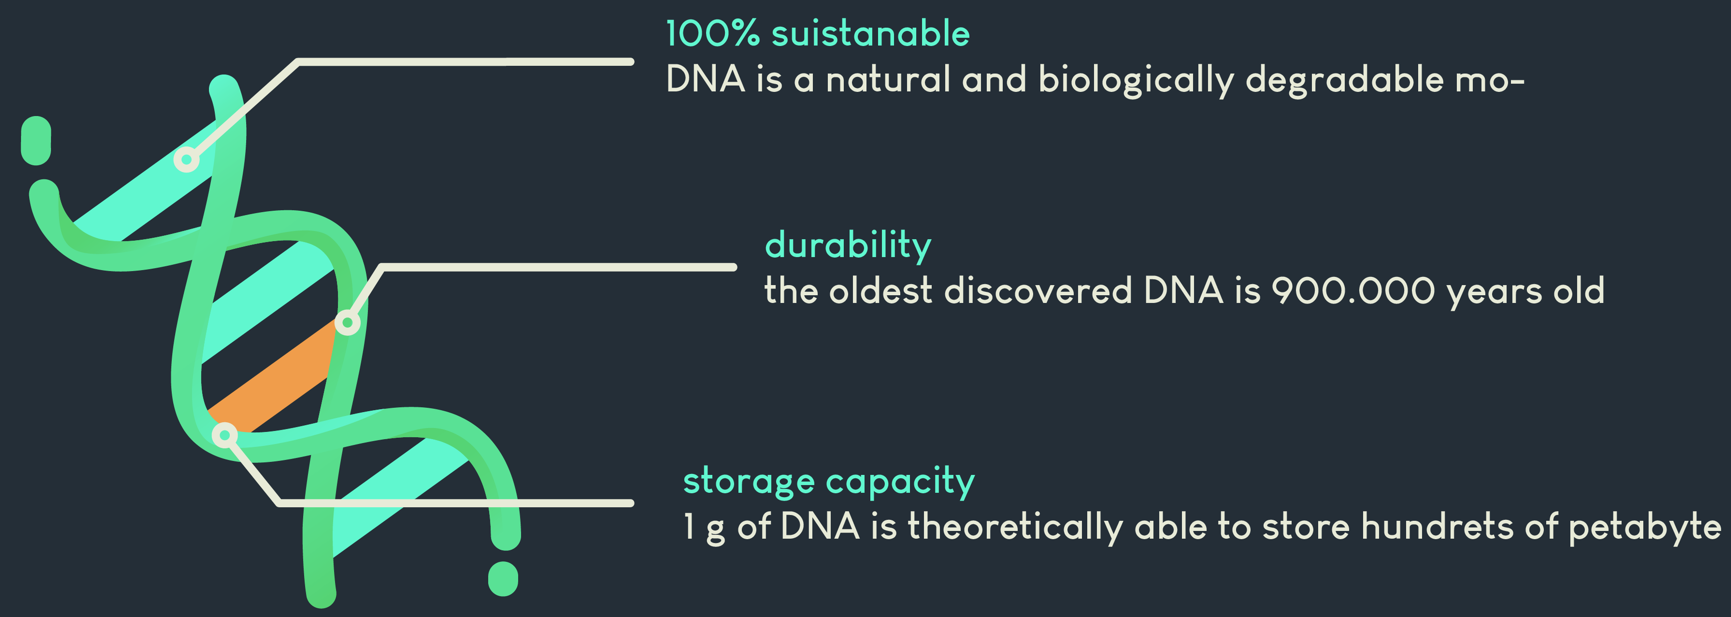 100% suistanable
DNA is a natural and biologically degradable mo-
durability
the oldest discovered DNA is 900.000 years old
storage capacity
1 g of DNA is theoretically able to store hundrets of petabyte